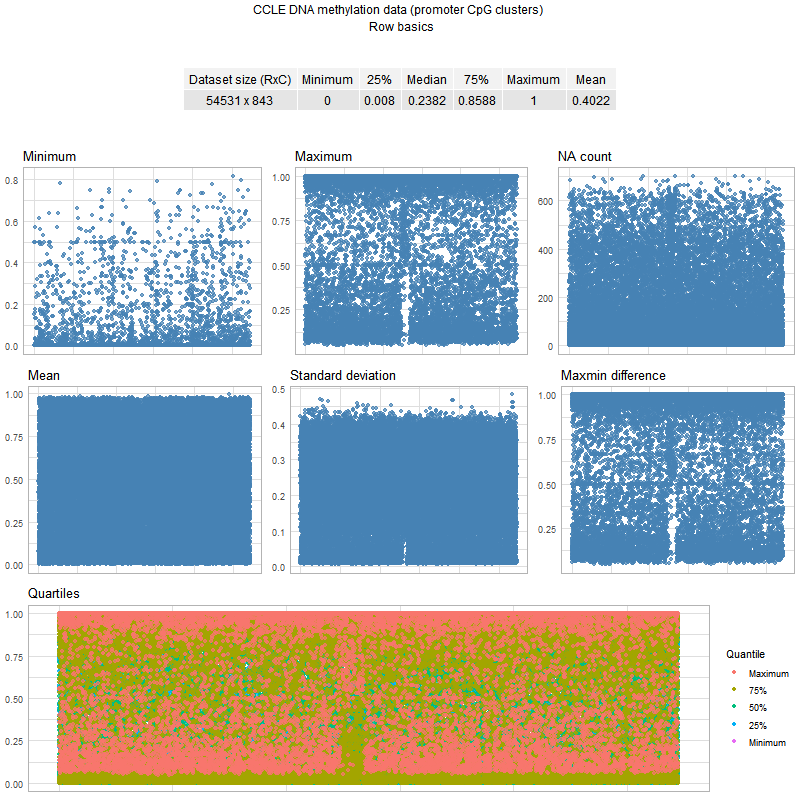 CCLE DNA methylation data (promoter CpG clusters)
Row basics
Dataset size (RxC) Minimum 25% Median 75% Maximum Mean
54531 x 843 0 0.008 0.2382 0.8588 1 0.4022
Minimum
0.8
0.6
0.4
0.2
0.0
Maximum
1.00
0.75
0.50
0.25
NA count
600
400
200
0
Mean
1.00
0.75
0.50
0.25
0.00
Standard deviation
0.5
0.4
0.3
0.2
0.1
0.0
Maxmin difference
1.00
0.75
0.50
0.25
Quartiles
1.00
0.75
0.50
0.25
0.00
Quantile
Maximum
75%
50%
25%
Minimum